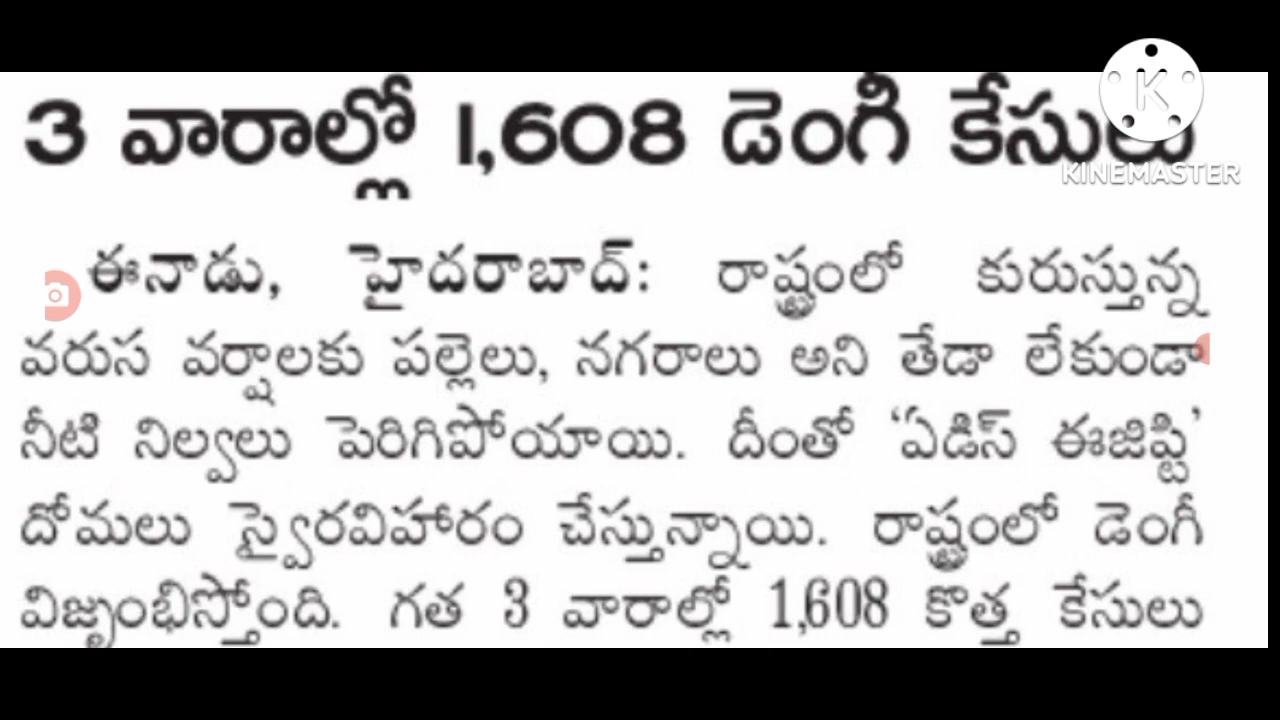 3 వారాల్లో 1,608 డెంగీ కేసులు
KINEMASTER
ఈనాడు, హైదరాబాద్: రాష్ట్రంలో కురుస్తున్న
వరుస వర్షాలకు పల్లెలు, నగరాలు అని తేడా లేకుండా
నీటి నిల్వలు పెరిగిపోయాయి. దీంతో ‘ఏడిస్ ఈజిప్టి’
దోమలు స్వైరవిహారం చేస్తున్నాయి. రాష్ట్రంలో డెంగీ
విజృంభిస్తోంది. గత 3 వారాల్లో 1,608 కొత్త కేసులు